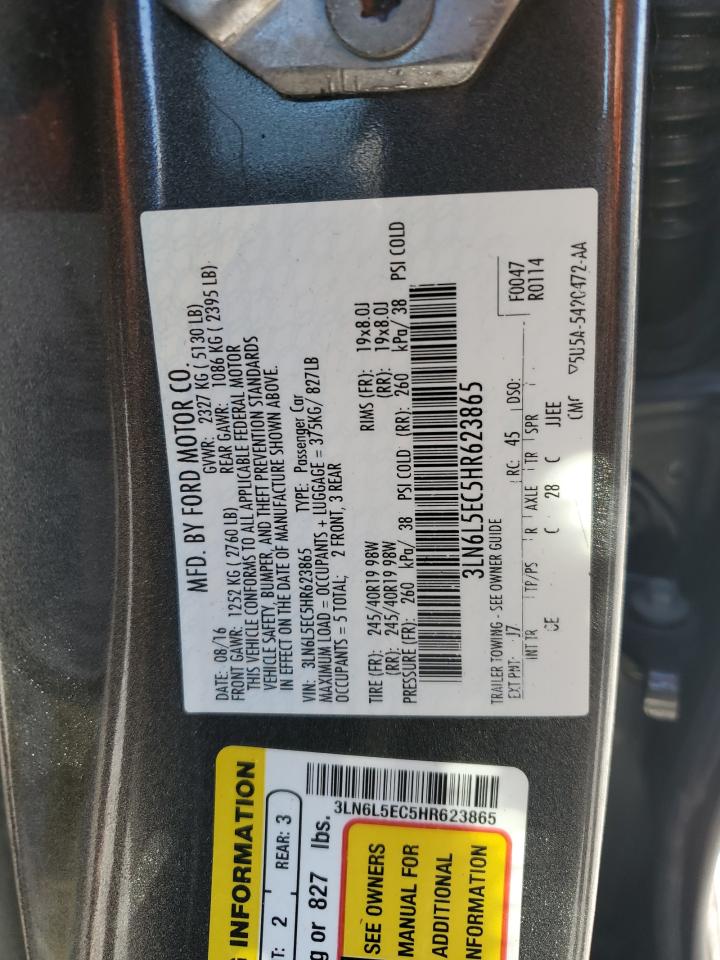 MFD. BY FORD MOTOR CO.
DATE: 08/16 GVWR: 2327 KG ( 5130 LB)
FRONT GAWR: 1252 KG (2760 LB) REAR GAWR: 1086 KG ( 2395 LB)
THIS VEHICLE CONFORMS TO ALL APPLICABLE FEDERAL MOTOR
VEHICLE SAFETY, BUMPER, AND THEFT PREVENTION STANDARDS
IN EFFECT ON THE DATE OF MANUFACTURE SHOWN ABOVE.
VIN: 3LN6L5EC5HR623865 TYPE: Passenger Car
MAXIMUM LOAD = OCCUPANTS + LUGGAGE = 375KG/ 827LB
OCCUPANTS = 5 TOTAL; 2 FRONT, 3 REAR
TIRE (FR): 245/40R19 98W RIMS (FR): 19x8.0J
(RR): 245/40R19 98W (RR): 19x8.0J
PRESSURE (FR): 260 kPa/ 38 PSI COLD (RR): 260 kPa/ 38 PSI COLD
3LN6L5EC5HR623865
TRAILER TOWING - SEE OWNER GUIDE
F0047
R0114
EXT PNT: J7 RC: 45 DSO:
INT TR TP/PS R AXLE TR SPR
CE C 28 C JJEE
5U5A-5420472-AA
3LN6L5EC5HR623865
INFORMATION
2 REAR: 3
g or 827 lbs.
SEE OWNERS
MANUAL FOR
ADDITIONAL
INFORMATION